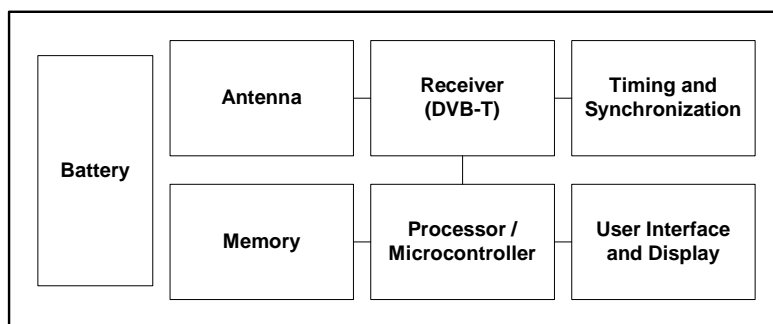 Battery
Antenna
Receiver
(DVB-T)
Timing and
Synchronization
Memory
Processor /
Microcontroller
User Interface
and Display